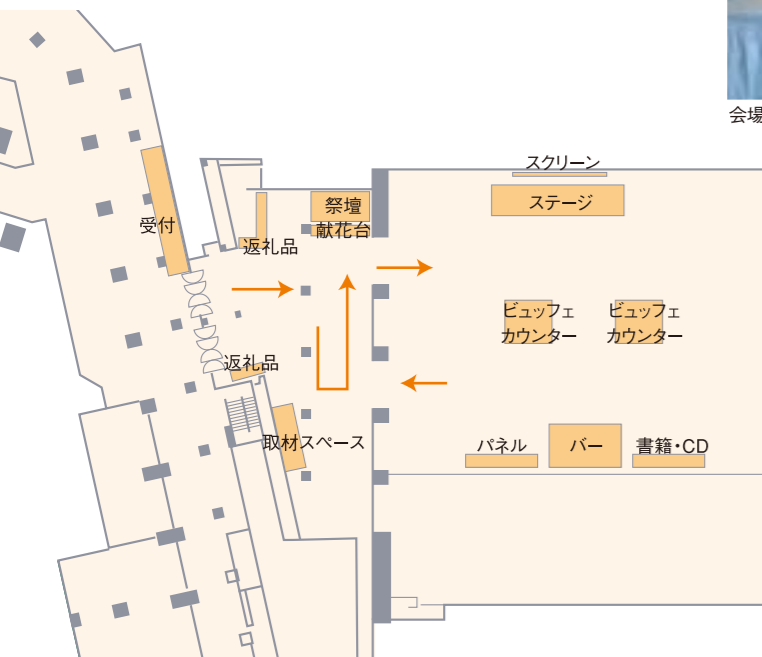 会場
スクリーン
ステージ
受付
祭壇
献花台
返礼品
ビュッフェ
カウンター
ビュッフェ
カウンター
返礼品
取材スペース
パネル
バー
書籍・CD